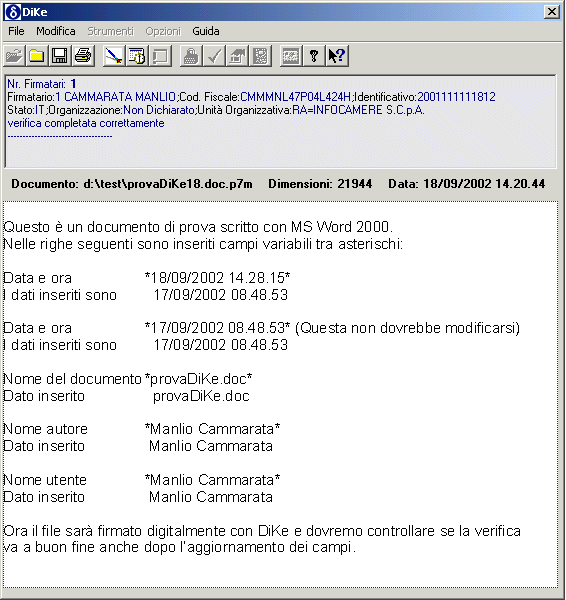 DiKe
File Modifica Strumenti Opzioni Guida
Nr. Firmatari: 1
Firmatario:1 CAMMARATA MANLIO;Cod. Fiscale:CMMMNL47P04L424H;Identificativo:2001111111812
Stato:IT;Organizzazione:Non Dichiarato;Unità Organizzativa:RA=INFOCAMERE S.C.p.A.
verifica completata correttamente
-----------------------------------
Documento: d:\test\provaDiKe18.doc.p7m Dimensioni: 21944 Data: 18/09/2002 14.20.44
Questo è un documento di prova scritto con MS Word 2000.
Nelle righe seguenti sono inseriti campi variabili tra asterischi:
Data e ora *18/09/2002 14.28.15*
I dati inseriti sono 17/09/2002 08.48.53
Data e ora *17/09/2002 08.48.53* (Questa non dovrebbe modificarsi)
I dati inseriti sono 17/09/2002 08.48.53
Nome del documento *provaDiKe.doc*
Dato inserito provaDiKe.doc
Nome autore *Manlio Cammarata*
Dato inserito Manlio Cammarata
Nome utente *Manlio Cammarata*
Dato inserito Manlio Cammarata
Ora il file sarà firmato digitalmente con DiKe e dovremo controllare se la verifica
va a buon fine anche dopo l'aggiornamento dei campi.